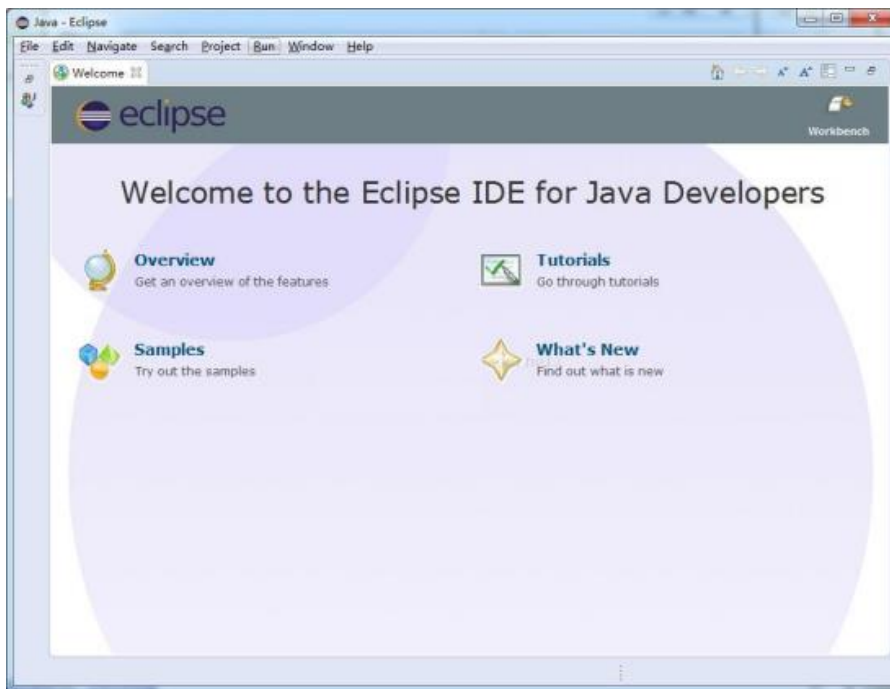 Java - Eclipse
File Edit Navigate Search Project Run Window Help
Welcome
eclipse
Workbench
Welcome to the Eclipse IDE for Java Developers
Overview
Get an overview of the features
Tutorials
Go through tutorials
Samples
Try out the samples
What's New
Find out what is new